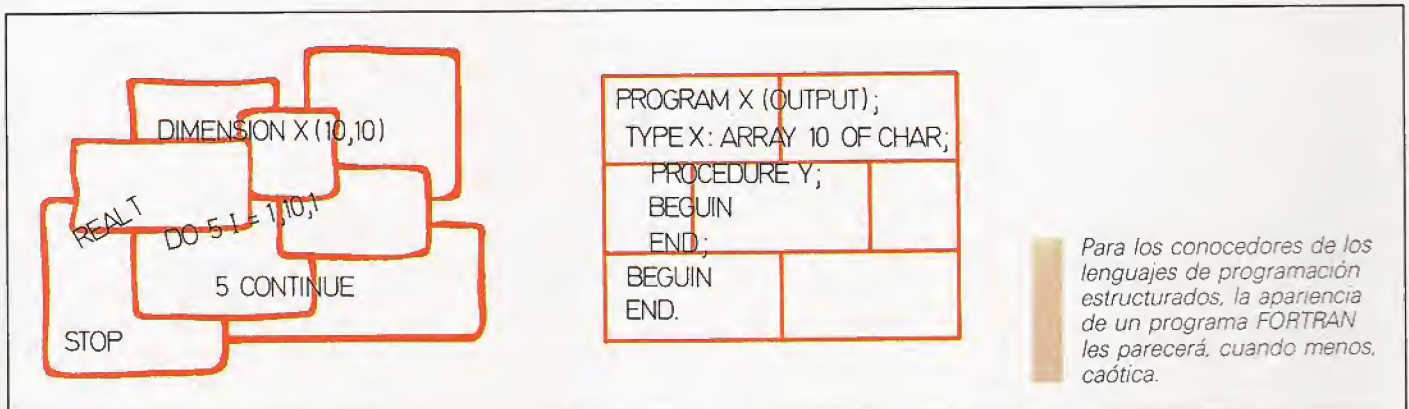 DIMENSION X (10,10)
REALT
DO 5 I = 1,10,1
5 CONTINUE
STOP
PROGRAM X (OUTPUT);
TYPE X: ARRAY 10 OF CHAR;
PROCEDURE Y;
BEGUIN
END;
BEGUIN
END.
Para los conocedores de los
lenguajes de programación
estructurados, la apariencia
de un programa FORTRAN
les parecerá, cuando menos,
caótica.